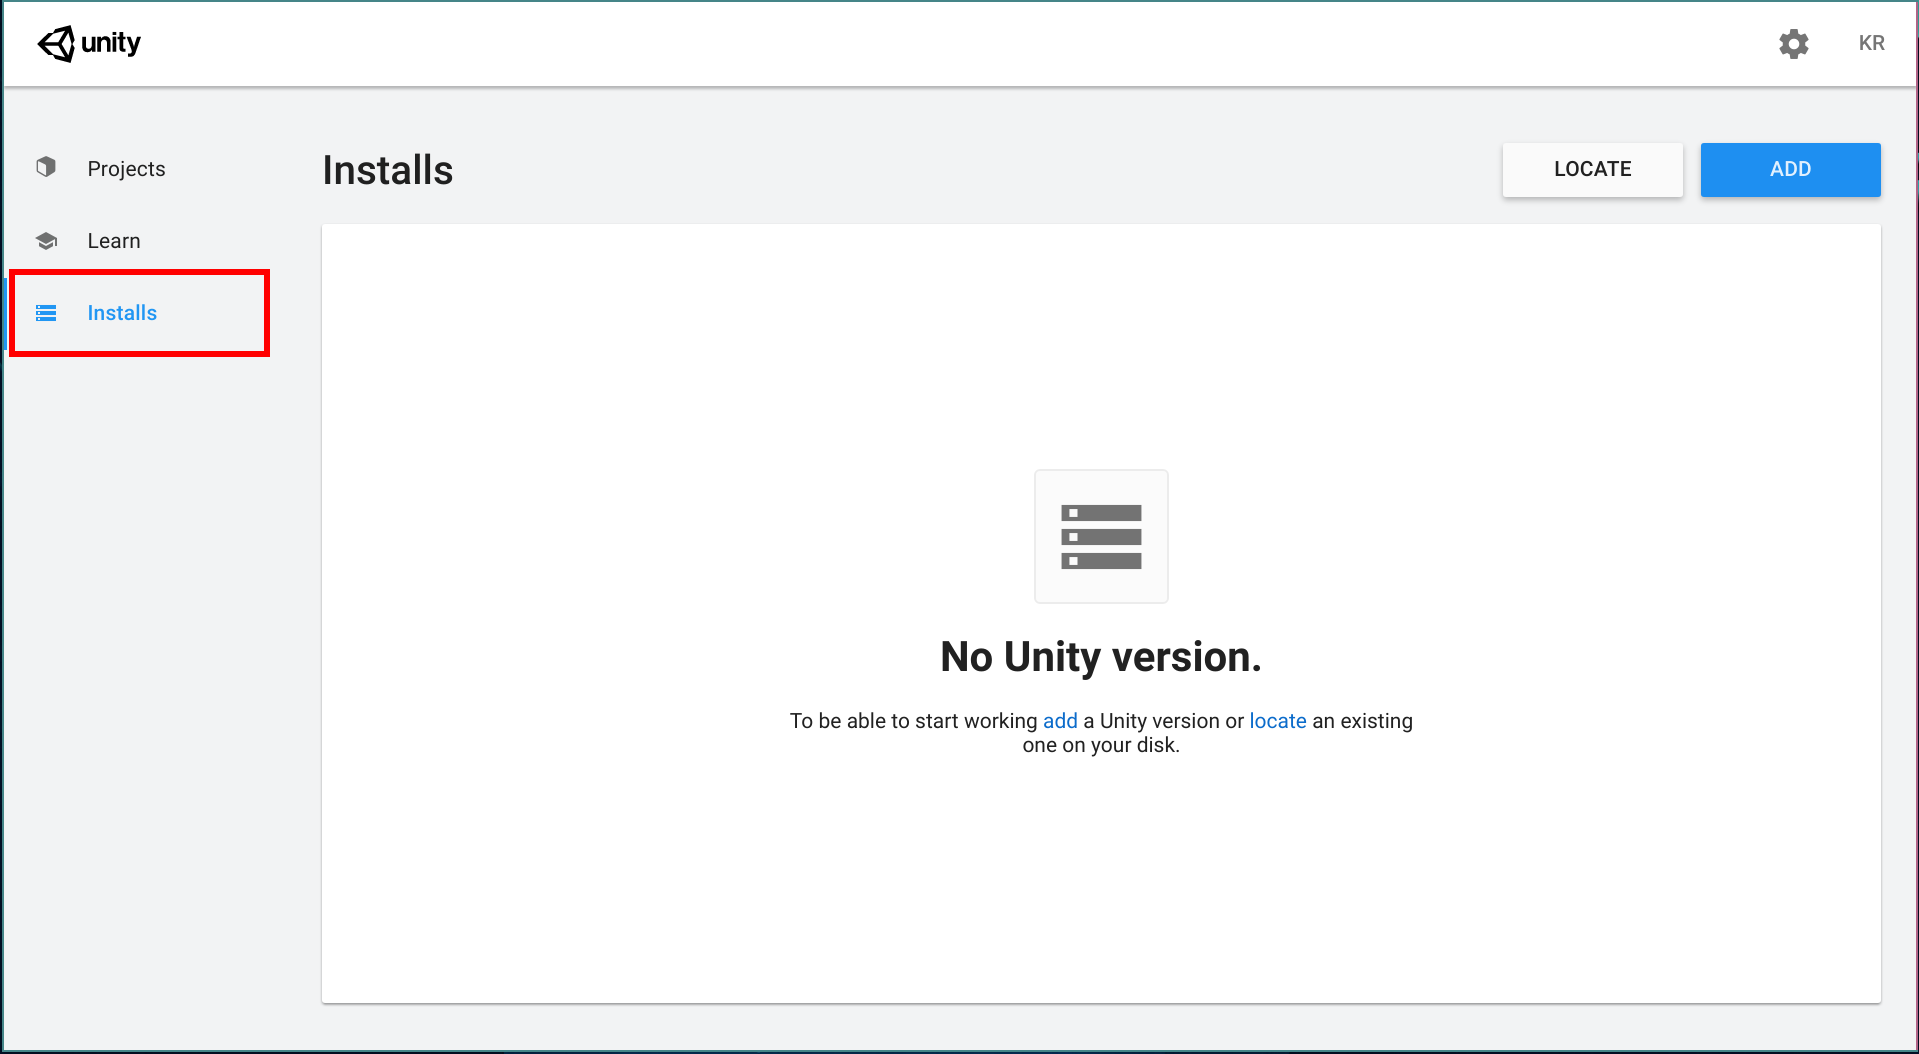 unity
KR
Projects
Learn
Installs
Installs
LOCATE
ADD
No Unity version.
To be able to start working add a Unity version or locate an existing
one on your disk.